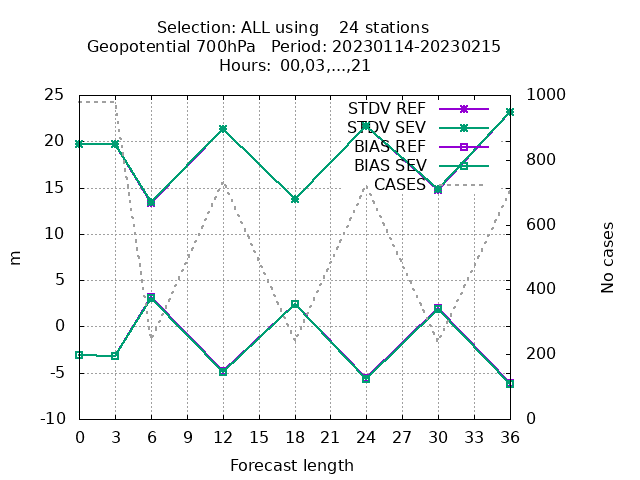 Selection: ALL using    24 stations
Geopotential 700hPa   Period: 20230114-20230215
Hours: 00,03,...,21
STDV REF
STDV SEV
BIAS REF
BIAS SEV
CASES
25
20
15
10
5
0
-5
-10
m
1000
800
600
400
200
0
No cases
0 3 6 9 12 15 18 21 24 27 30 33 36
Forecast length